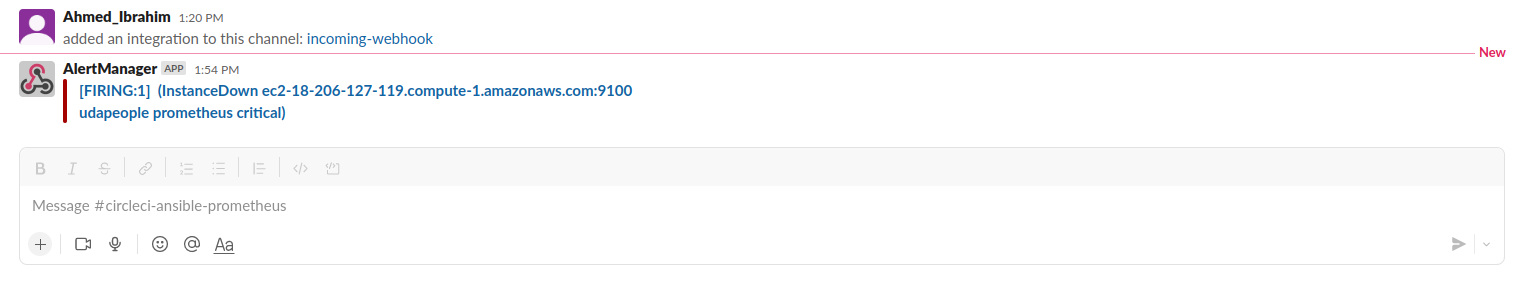 Ahmed_Ibrahim 1:20 PM
added an integration to this channel: incoming-webhook
New
AlertManager APP 1:54 PM
[FIRING:1] (InstanceDown ec2-18-206-127-119.compute-1.amazonaws.com:9100
udapeople prometheus critical)
B I S
Message #circleci-ansible-prometheus
Aa